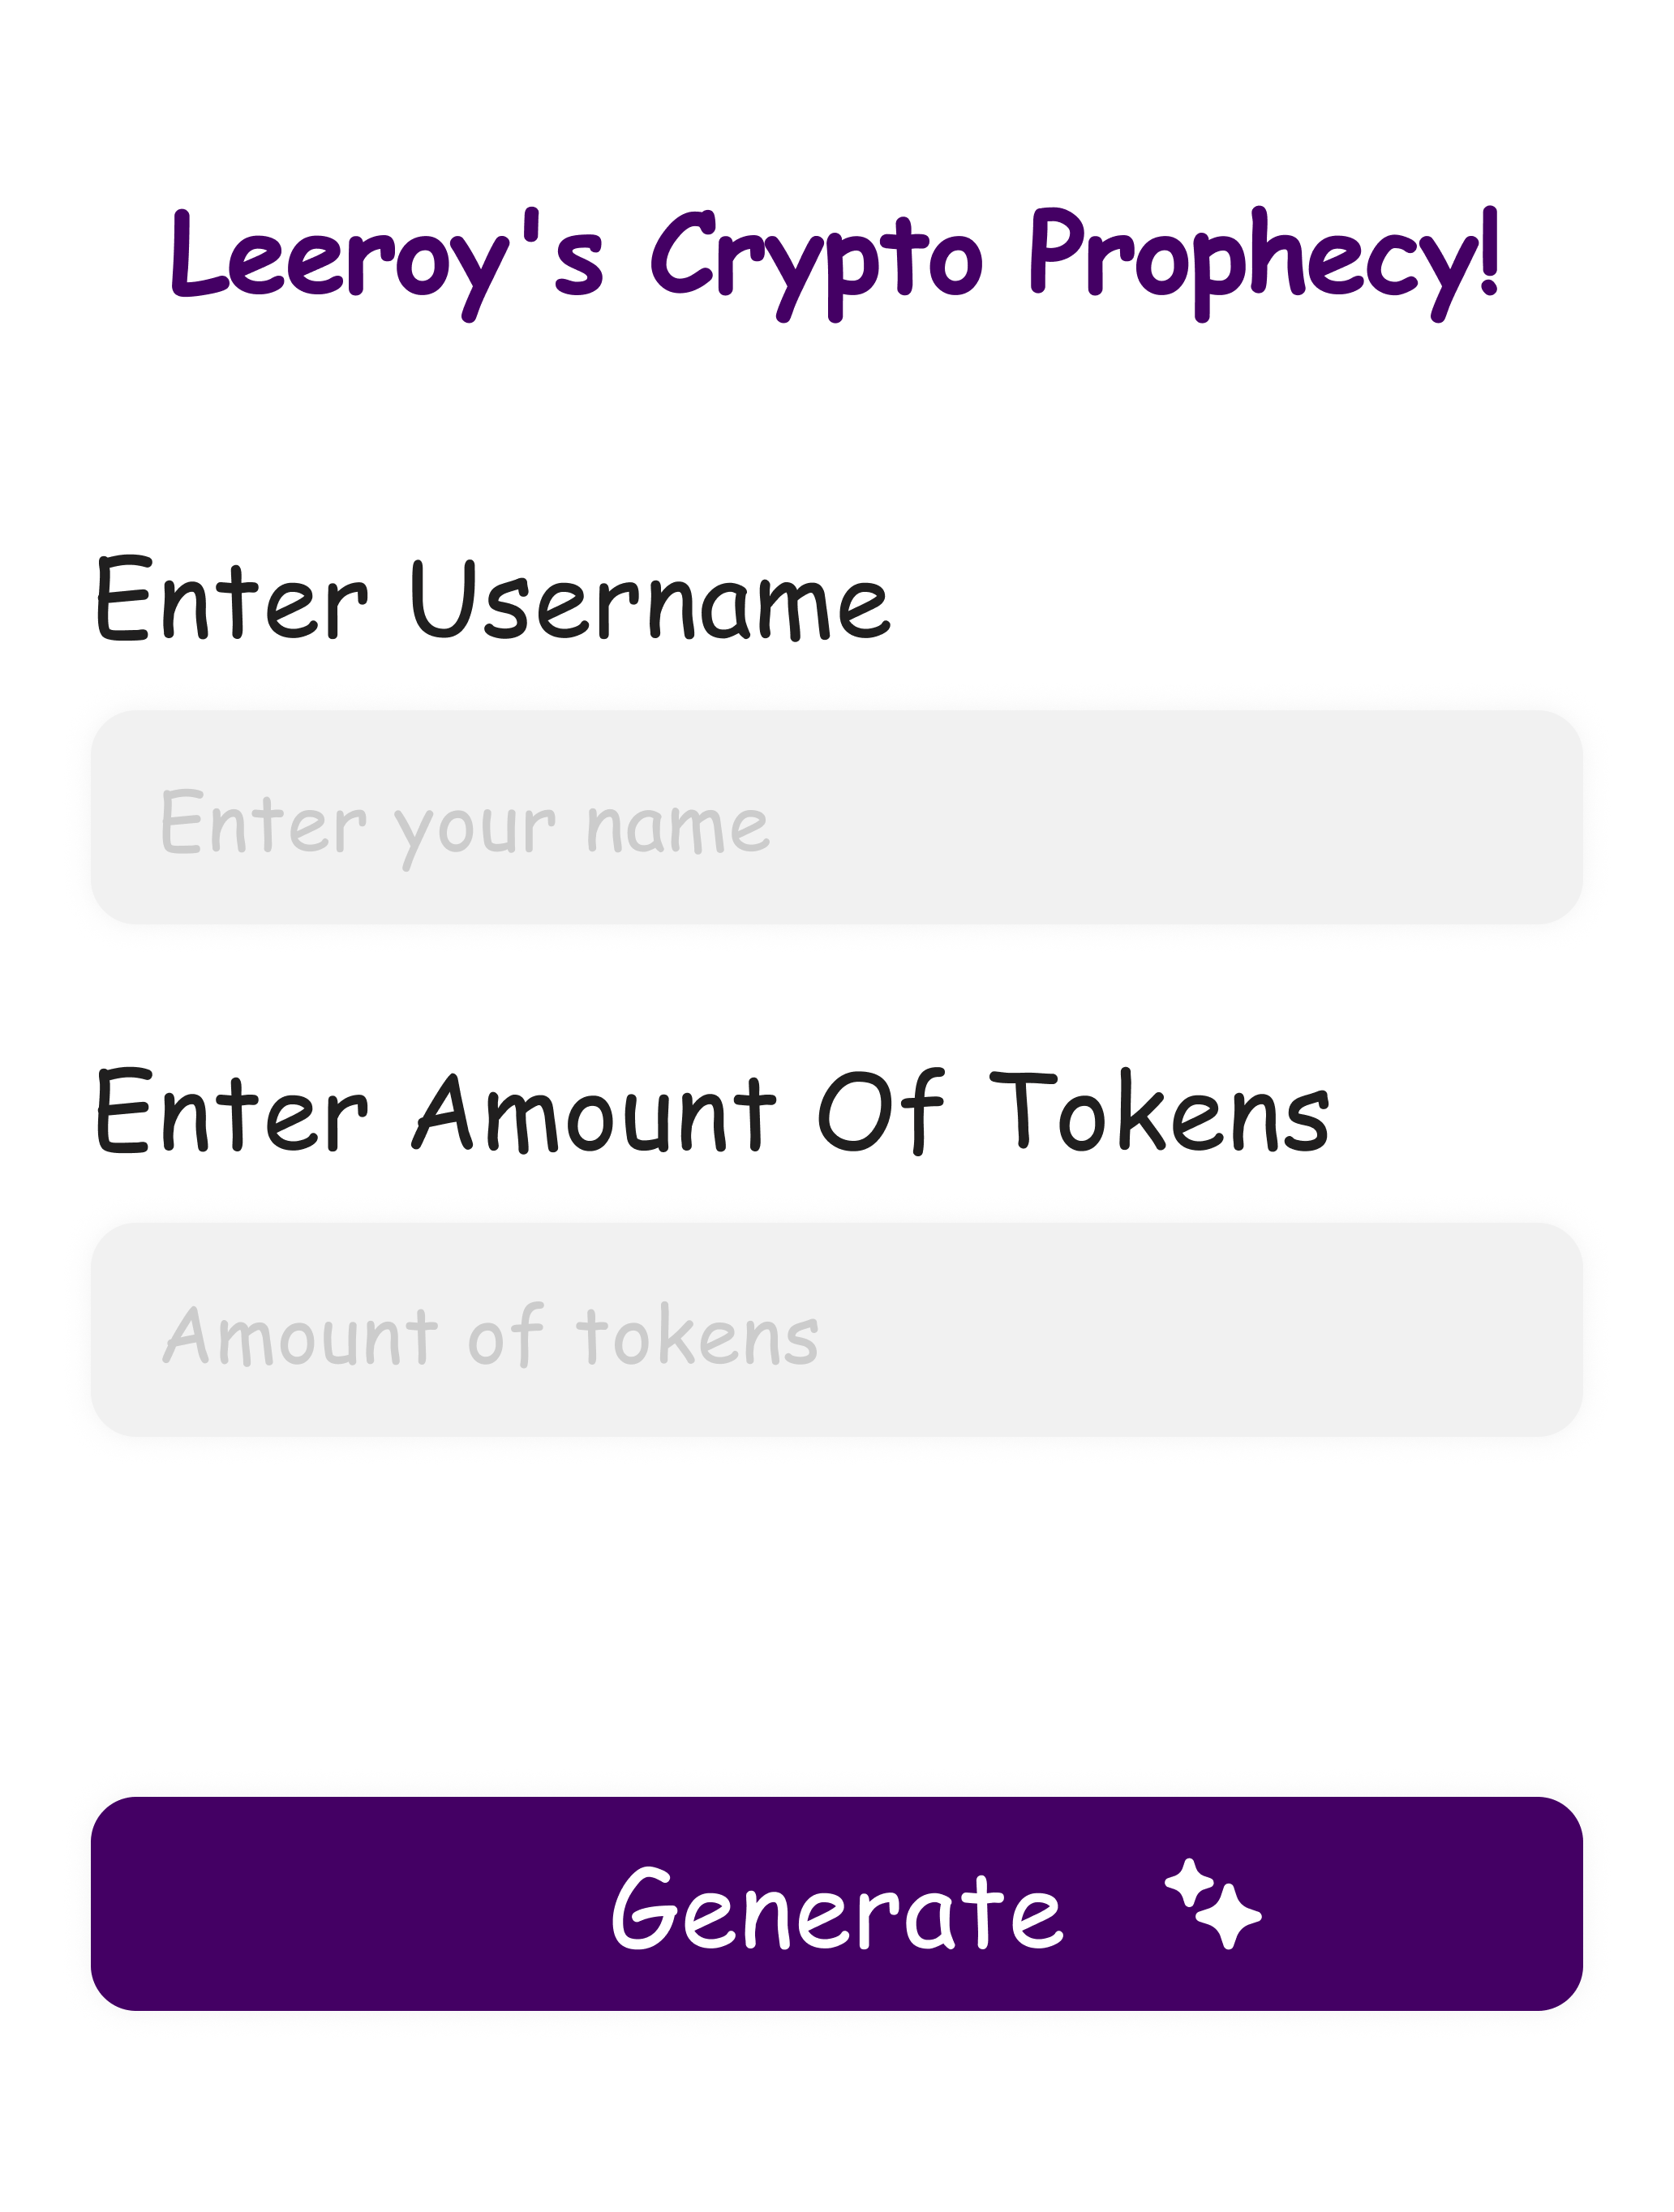 Leeroy's Crypto Prophecy!
Enter Username
Enter your name
Enter Amount Of Tokens
Amount of tokens
Generate